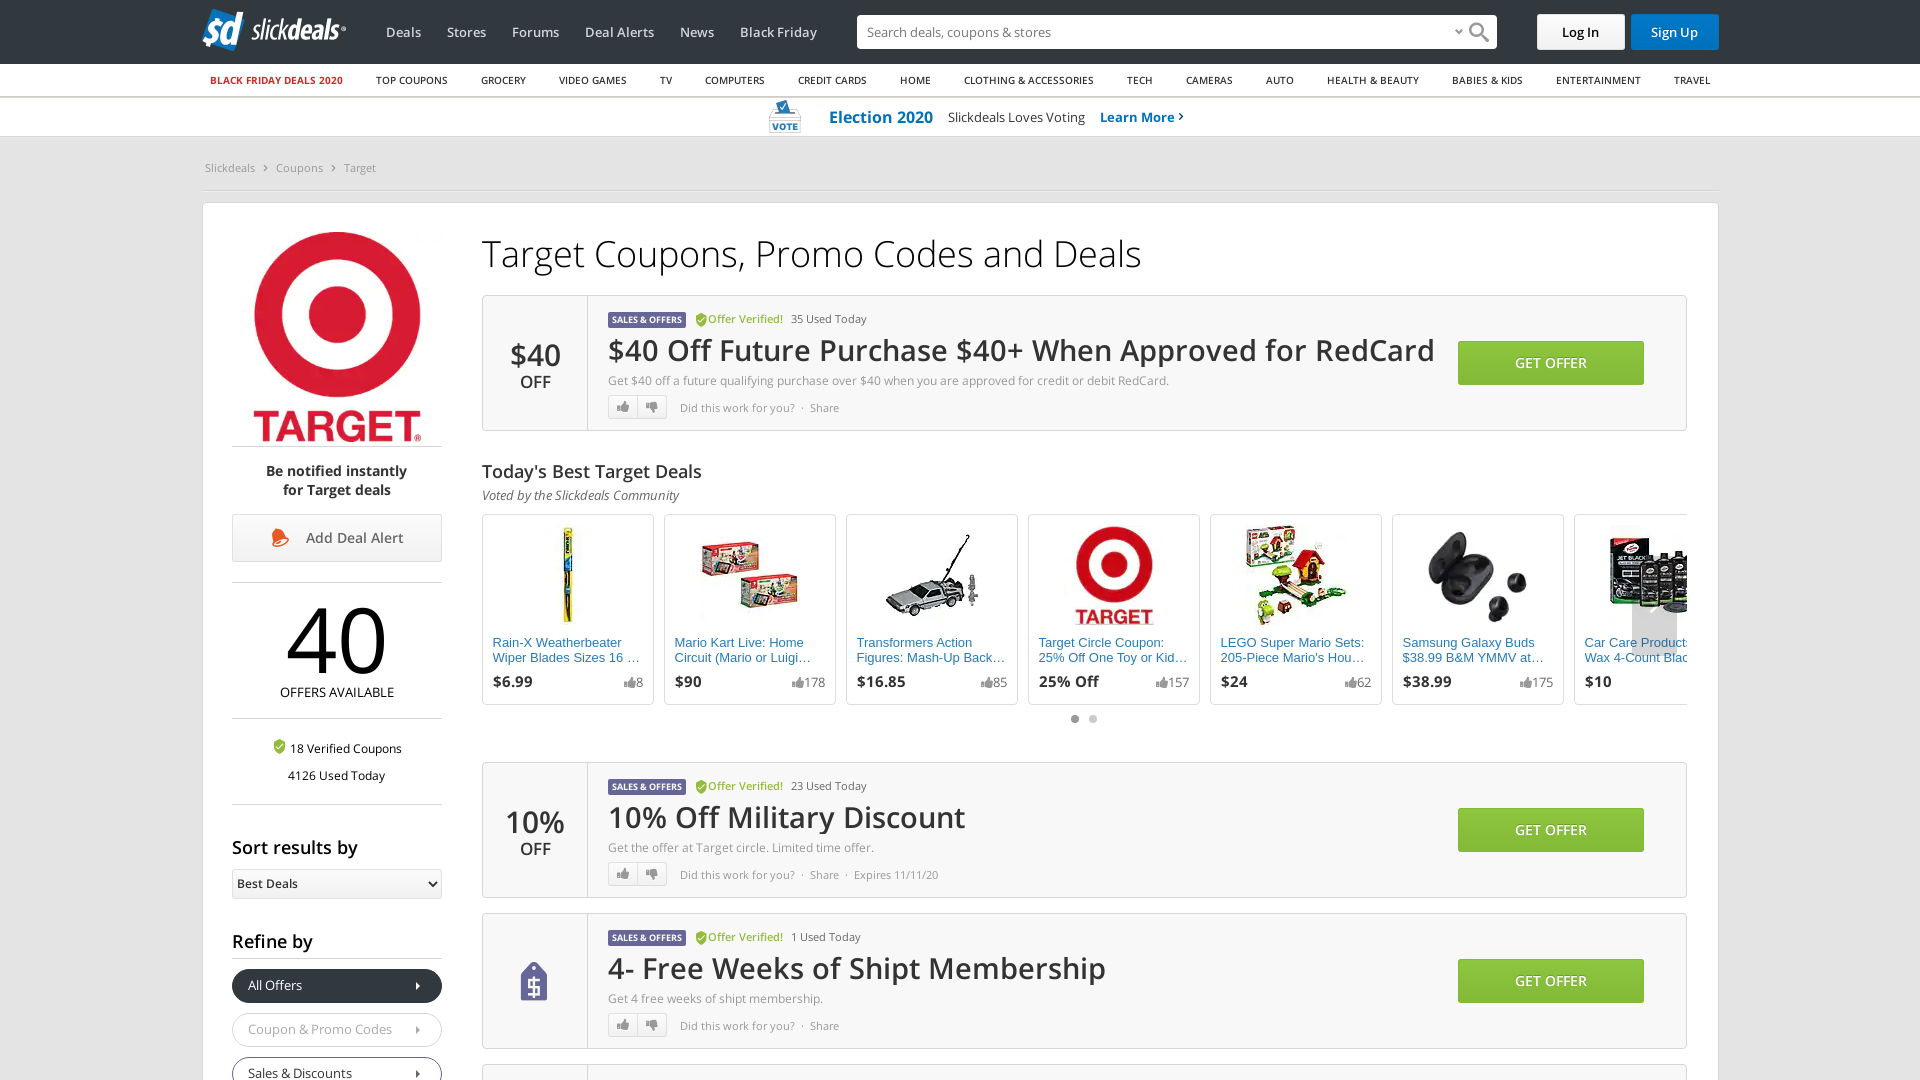 slickdeals
Deals
Stores
Forums
Deal Alerts
News
Black Friday
Search deals, coupons & stores
Log In
Sign Up
BLACK FRIDAY DEALS 2020
TOP COUPONS
GROCERY
VIDEO GAMES
TV
COMPUTERS
CREDIT CARDS
HOME
CLOTHING & ACCESSORIES
TECH
CAMERAS
AUTO
HEALTH & BEAUTY
BABIES & KIDS
ENTERTAINMENT
TRAVEL
VOTE
Election 2020
Slickdeals Loves Voting
Learn More
Slickdeals
Coupons
Target
TARGET
Be notified instantly
for Target deals
Add Deal Alert
40
OFFERS AVAILABLE
18 Verified Coupons
4126 Used Today
Sort results by
Best Deals
Refine by
All Offers
Coupon & Promo Codes
Sales & Discounts
Target Coupons, Promo Codes and Deals
$40
OFF
SALES & OFFERS
Offer Verified!
35 Used Today
$40 Off Future Purchase $40+ When Approved for RedCard
Get $40 off a future qualifying purchase over $40 when you are approved for credit or debit RedCard.
Did this work for you? · Share
GET OFFER
Today's Best Target Deals
Voted by the Slickdeals Community
Rain-X Weatherbeater
Wiper Blades Sizes 16 …
$6.99
8
Mario Kart Live: Home
Circuit (Mario or Luigi…
$90
178
Transformers Action
Figures: Mash-Up Back…
$16.85
85
TARGET
Target Circle Coupon:
25% Off One Toy or Kid…
25% Off
157
LEGO Super Mario Sets:
205-Piece Mario's Hou…
$24
62
Samsung Galaxy Buds
$38.99 B&M YMMV at…
$38.99
175
JET BLACK
Car Care Products
Wax 4-Count Blac
$10
10%
OFF
SALES & OFFERS
Offer Verified!
23 Used Today
10% Off Military Discount
Get the offer at Target circle. Limited time offer.
Did this work for you? · Share · Expires 11/11/20
GET OFFER
SALES & OFFERS
Offer Verified!
1 Used Today
4- Free Weeks of Shipt Membership
Get 4 free weeks of shipt membership.
Did this work for you? · Share
GET OFFER